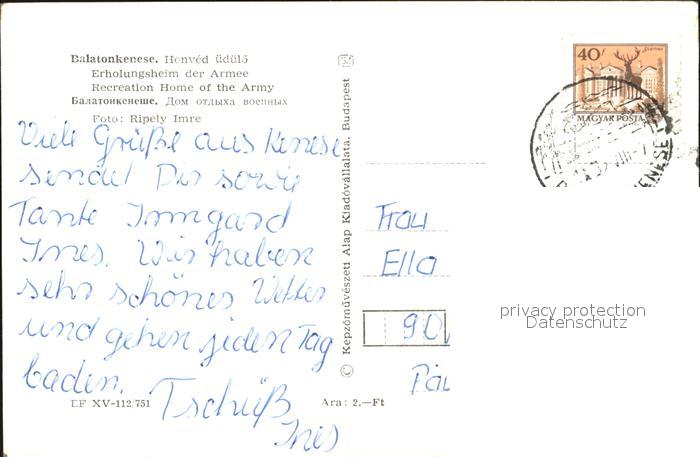 Balatonkenese. Honvéd üdülő
Erholungsheim der Armee
Recreation Home of the Army
Балатонкенеше. Дом отдыха военных
Foto: Ripely Imre
Viele Grüße aus Kenese
sendet Dir sowie
Tante Irmgard
Ines. Wir haben
sehr schönes Wetter
und gehen jeden Tag
baden.
Tschüß
Ines
EF XV-112/751
Ara: 2.—Ft
© Képzőművészeti Alap Kiadóvállalata, Budapest
40f
MAGYAR POSTA
Frau
Ella
90
privacy protection
Datenschutz